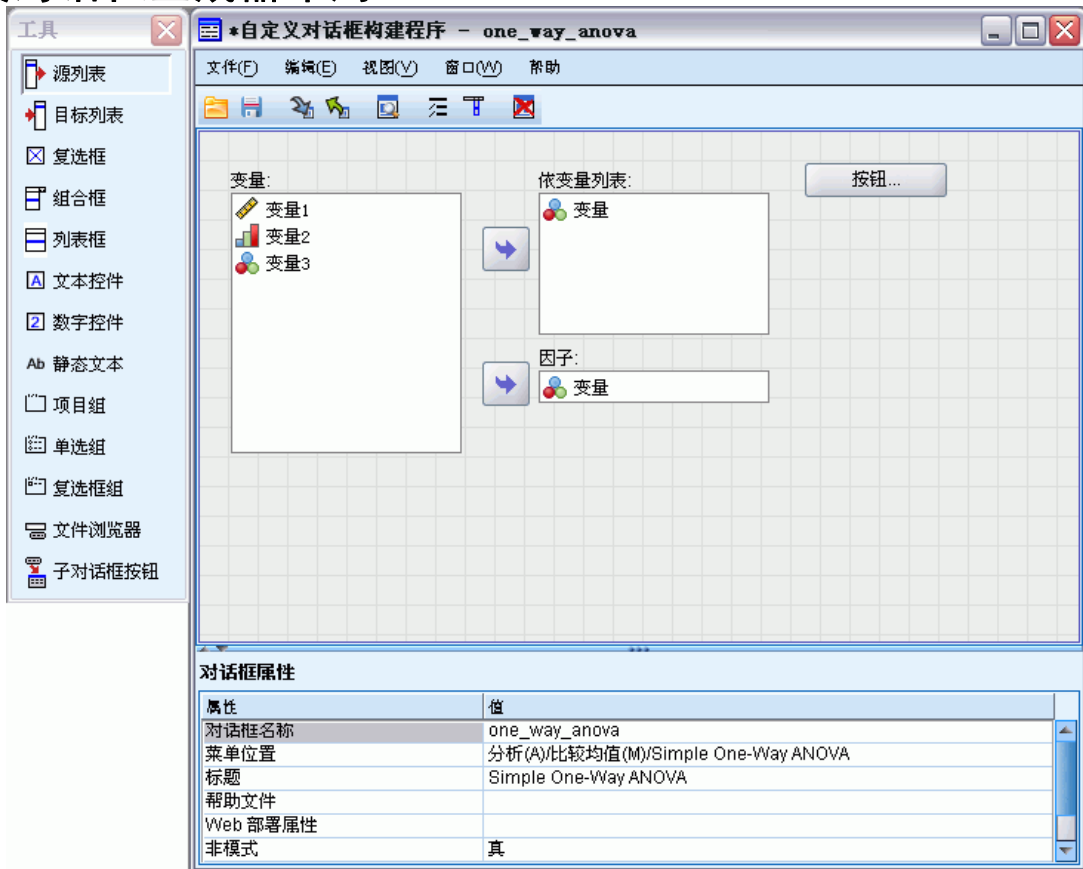 工具
源列表
目标列表
复选框
组合框
列表框
文本控件
数字控件
Ab 静态文本
项目组
单选组
复选框组
文件浏览器
子对话框按钮
*自定义对话框构建程序 - one_way_anova
文件(F) 编辑(E) 视图(V) 窗口(W) 帮助
变量:
变量1
变量2
变量3
依变量列表:
变量
因子:
变量
按钮...
对话框属性
属性 值
对话框名称 one_way_anova
菜单位置 分析(A)/比较均值(M)/Simple One-Way ANOVA
标题 Simple One-Way ANOVA
帮助文件
Web 部署属性
非模式 真